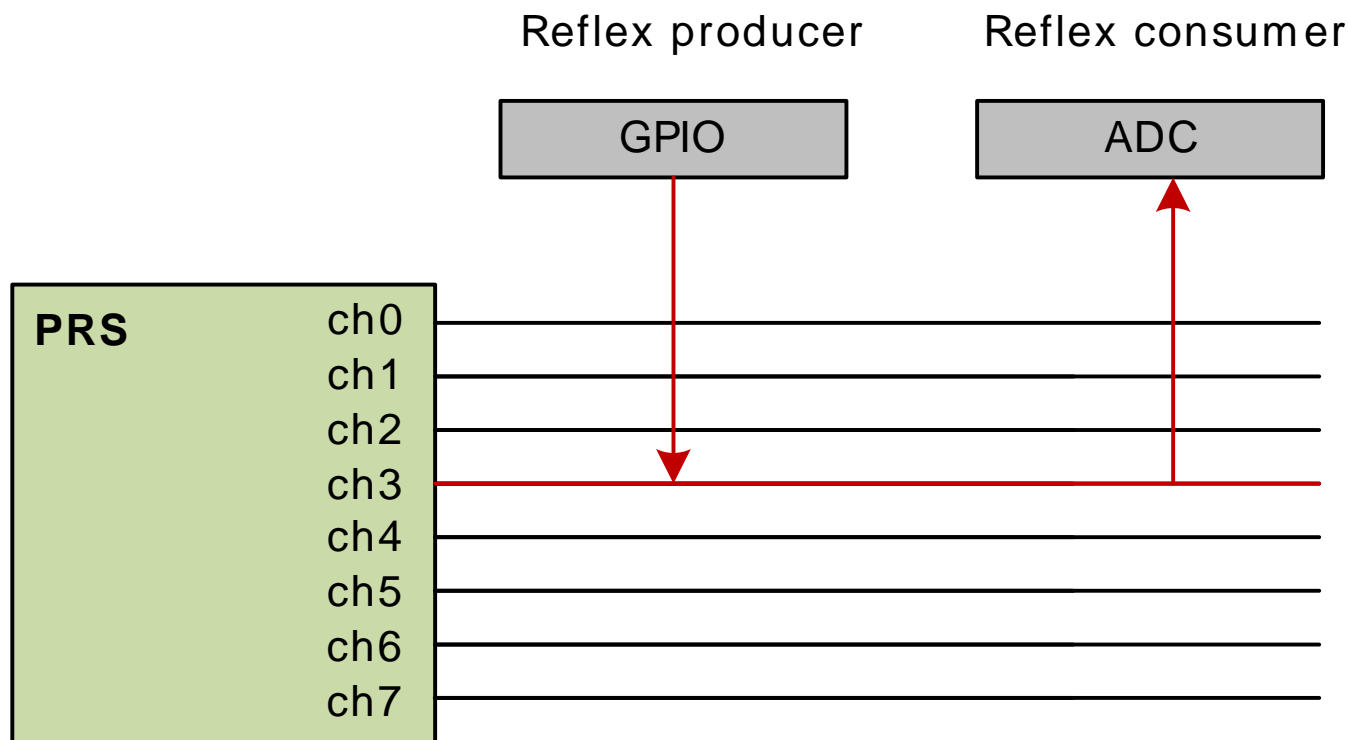 Reflex producer Reflex consumer
GPIO ADC
PRS ch0
ch1
ch2
ch3
ch4
ch5
ch6
ch7